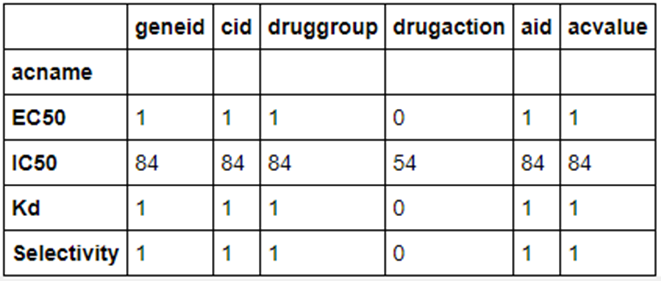 geneid cid druggroup drugaction aid acvalue
acname
EC50 1 1 1 0 1 1
IC50 84 84 84 54 84 84
Kd 1 1 1 0 1 1
Selectivity 1 1 1 0 1 1